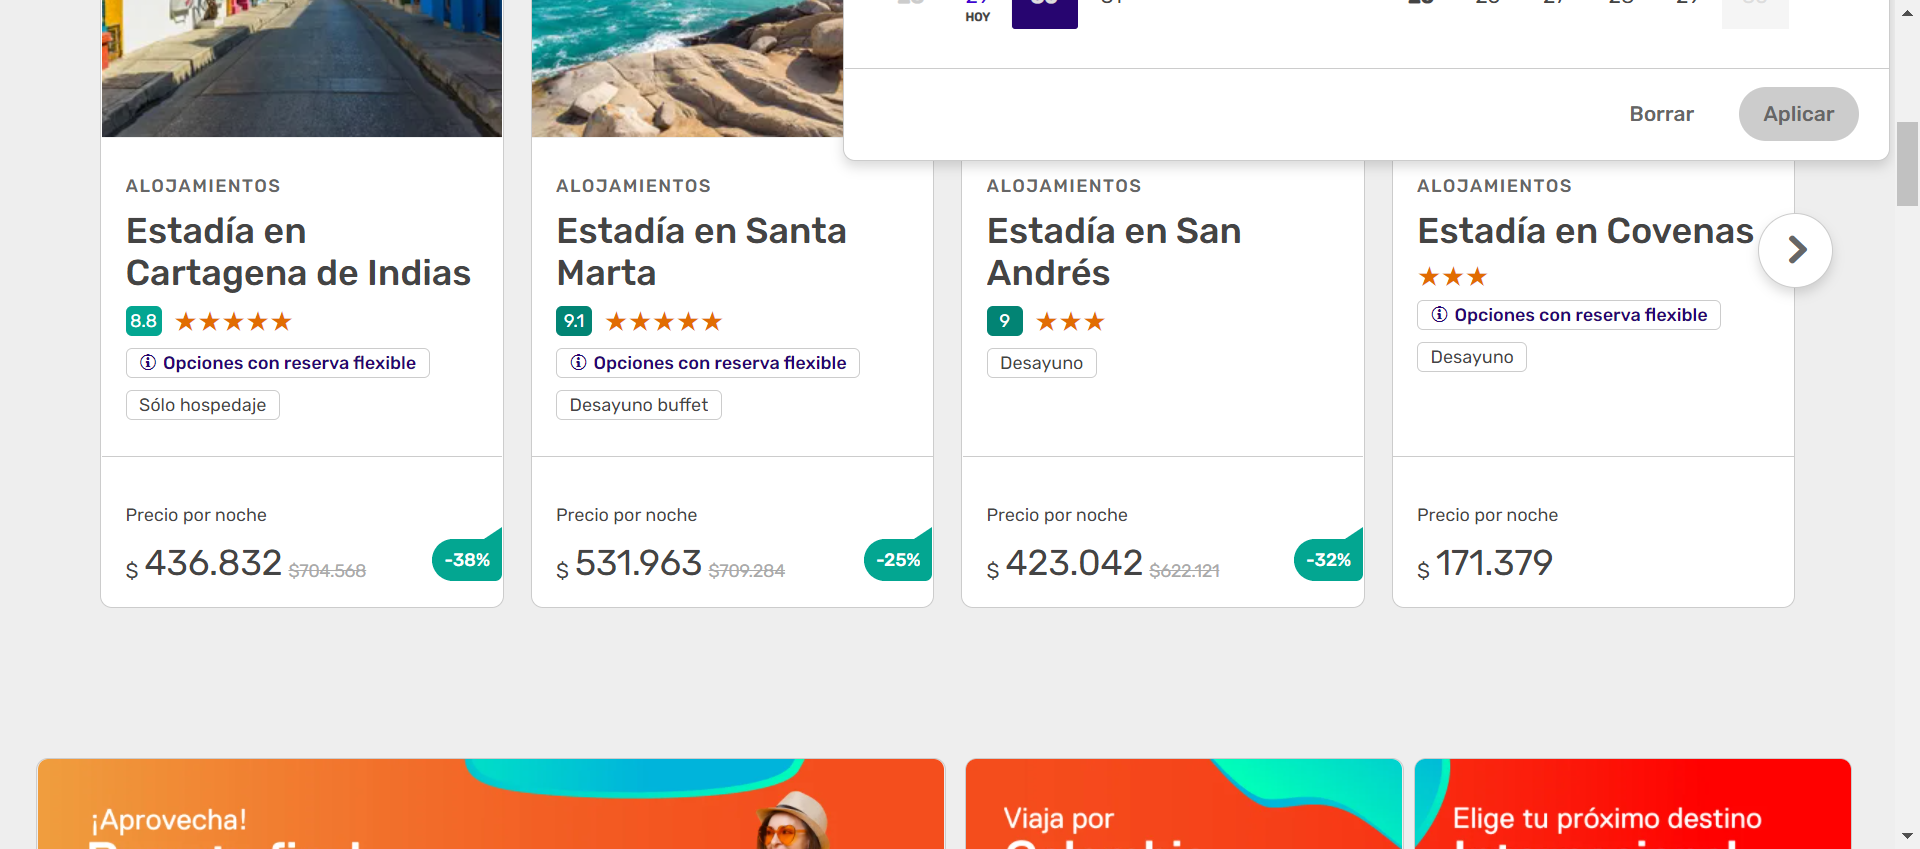 HOY
Borrar
Aplicar
ALOJAMIENTOS
Estadía en
Cartagena de Indias
8.8
Opciones con reserva flexible
Sólo hospedaje
Precio por noche
$ 436.832 $704.568
-38%
ALOJAMIENTOS
Estadía en Santa
Marta
9.1
Opciones con reserva flexible
Desayuno buffet
Precio por noche
$ 531.963 $709.284
-25%
ALOJAMIENTOS
Estadía en San
Andrés
9
Desayuno
Precio por noche
$ 423.042 $622.121
-32%
ALOJAMIENTOS
Estadía en Covenas
Opciones con reserva flexible
Desayuno
Precio por noche
$ 171.379
¡Aprovecha!
Viaja por
Elige tu próximo destino